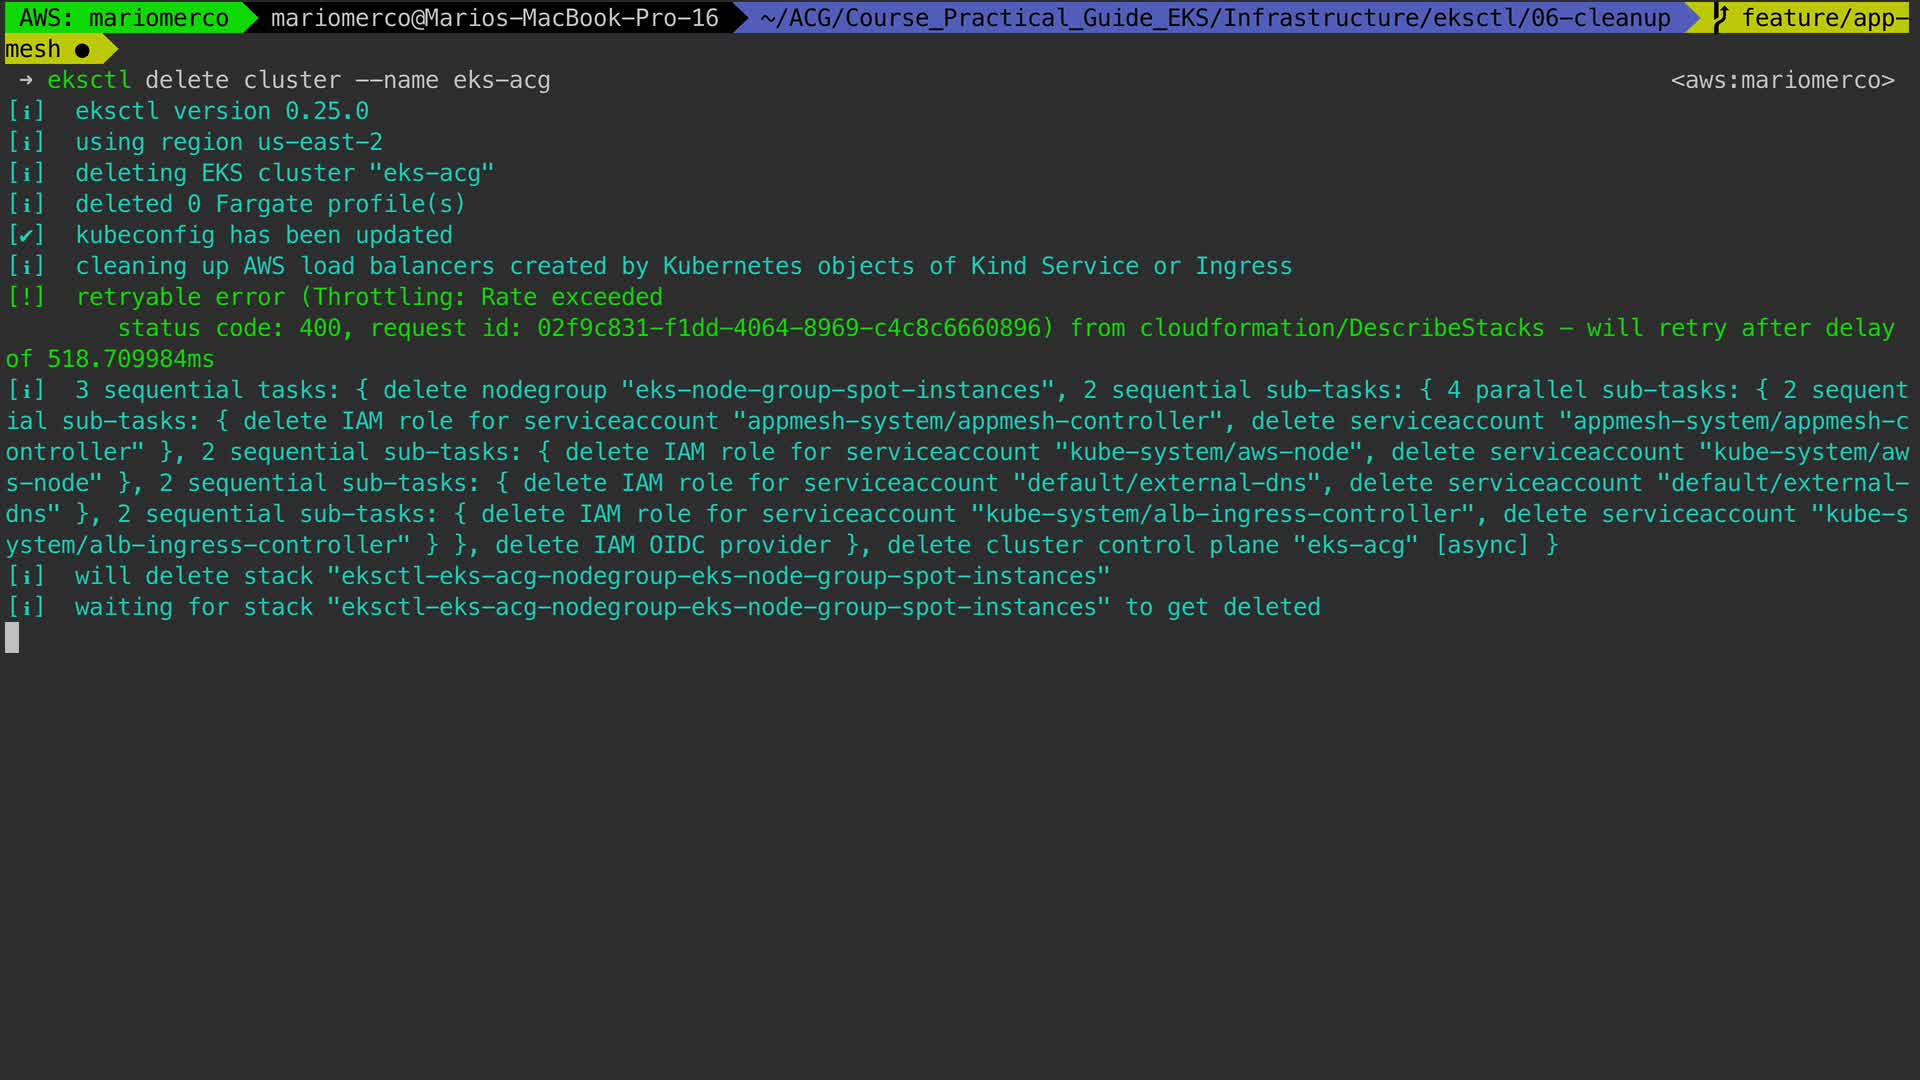 AWS: mariomerco mariomerco@Marios-MacBook-Pro-16 ~/ACG/Course_Practical_Guide_EKS/Infrastructure/eksctl/06-cleanup feature/app-
mesh ●
→ eksctl delete cluster --name eks-acg <aws:mariomerco>
[ℹ]  eksctl version 0.25.0
[ℹ]  using region us-east-2
[ℹ]  deleting EKS cluster "eks-acg"
[ℹ]  deleted 0 Fargate profile(s)
[✔]  kubeconfig has been updated
[ℹ]  cleaning up AWS load balancers created by Kubernetes objects of Kind Service or Ingress
[!]  retryable error (Throttling: Rate exceeded
status code: 400, request id: 02f9c831-f1dd-4064-8969-c4c8c6660896) from cloudformation/DescribeStacks - will retry after delay
of 518.709984ms
[ℹ]  3 sequential tasks: { delete nodegroup "eks-node-group-spot-instances", 2 sequential sub-tasks: { 4 parallel sub-tasks: { 2 sequent
ial sub-tasks: { delete IAM role for serviceaccount "appmesh-system/appmesh-controller", delete serviceaccount "appmesh-system/appmesh-c
ontroller" }, 2 sequential sub-tasks: { delete IAM role for serviceaccount "kube-system/aws-node", delete serviceaccount "kube-system/aw
s-node" }, 2 sequential sub-tasks: { delete IAM role for serviceaccount "default/external-dns", delete serviceaccount "default/external-
dns" }, 2 sequential sub-tasks: { delete IAM role for serviceaccount "kube-system/alb-ingress-controller", delete serviceaccount "kube-s
ystem/alb-ingress-controller" } }, delete IAM OIDC provider }, delete cluster control plane "eks-acg" [async] }
[ℹ]  will delete stack "eksctl-eks-acg-nodegroup-eks-node-group-spot-instances"
[ℹ]  waiting for stack "eksctl-eks-acg-nodegroup-eks-node-group-spot-instances" to get deleted